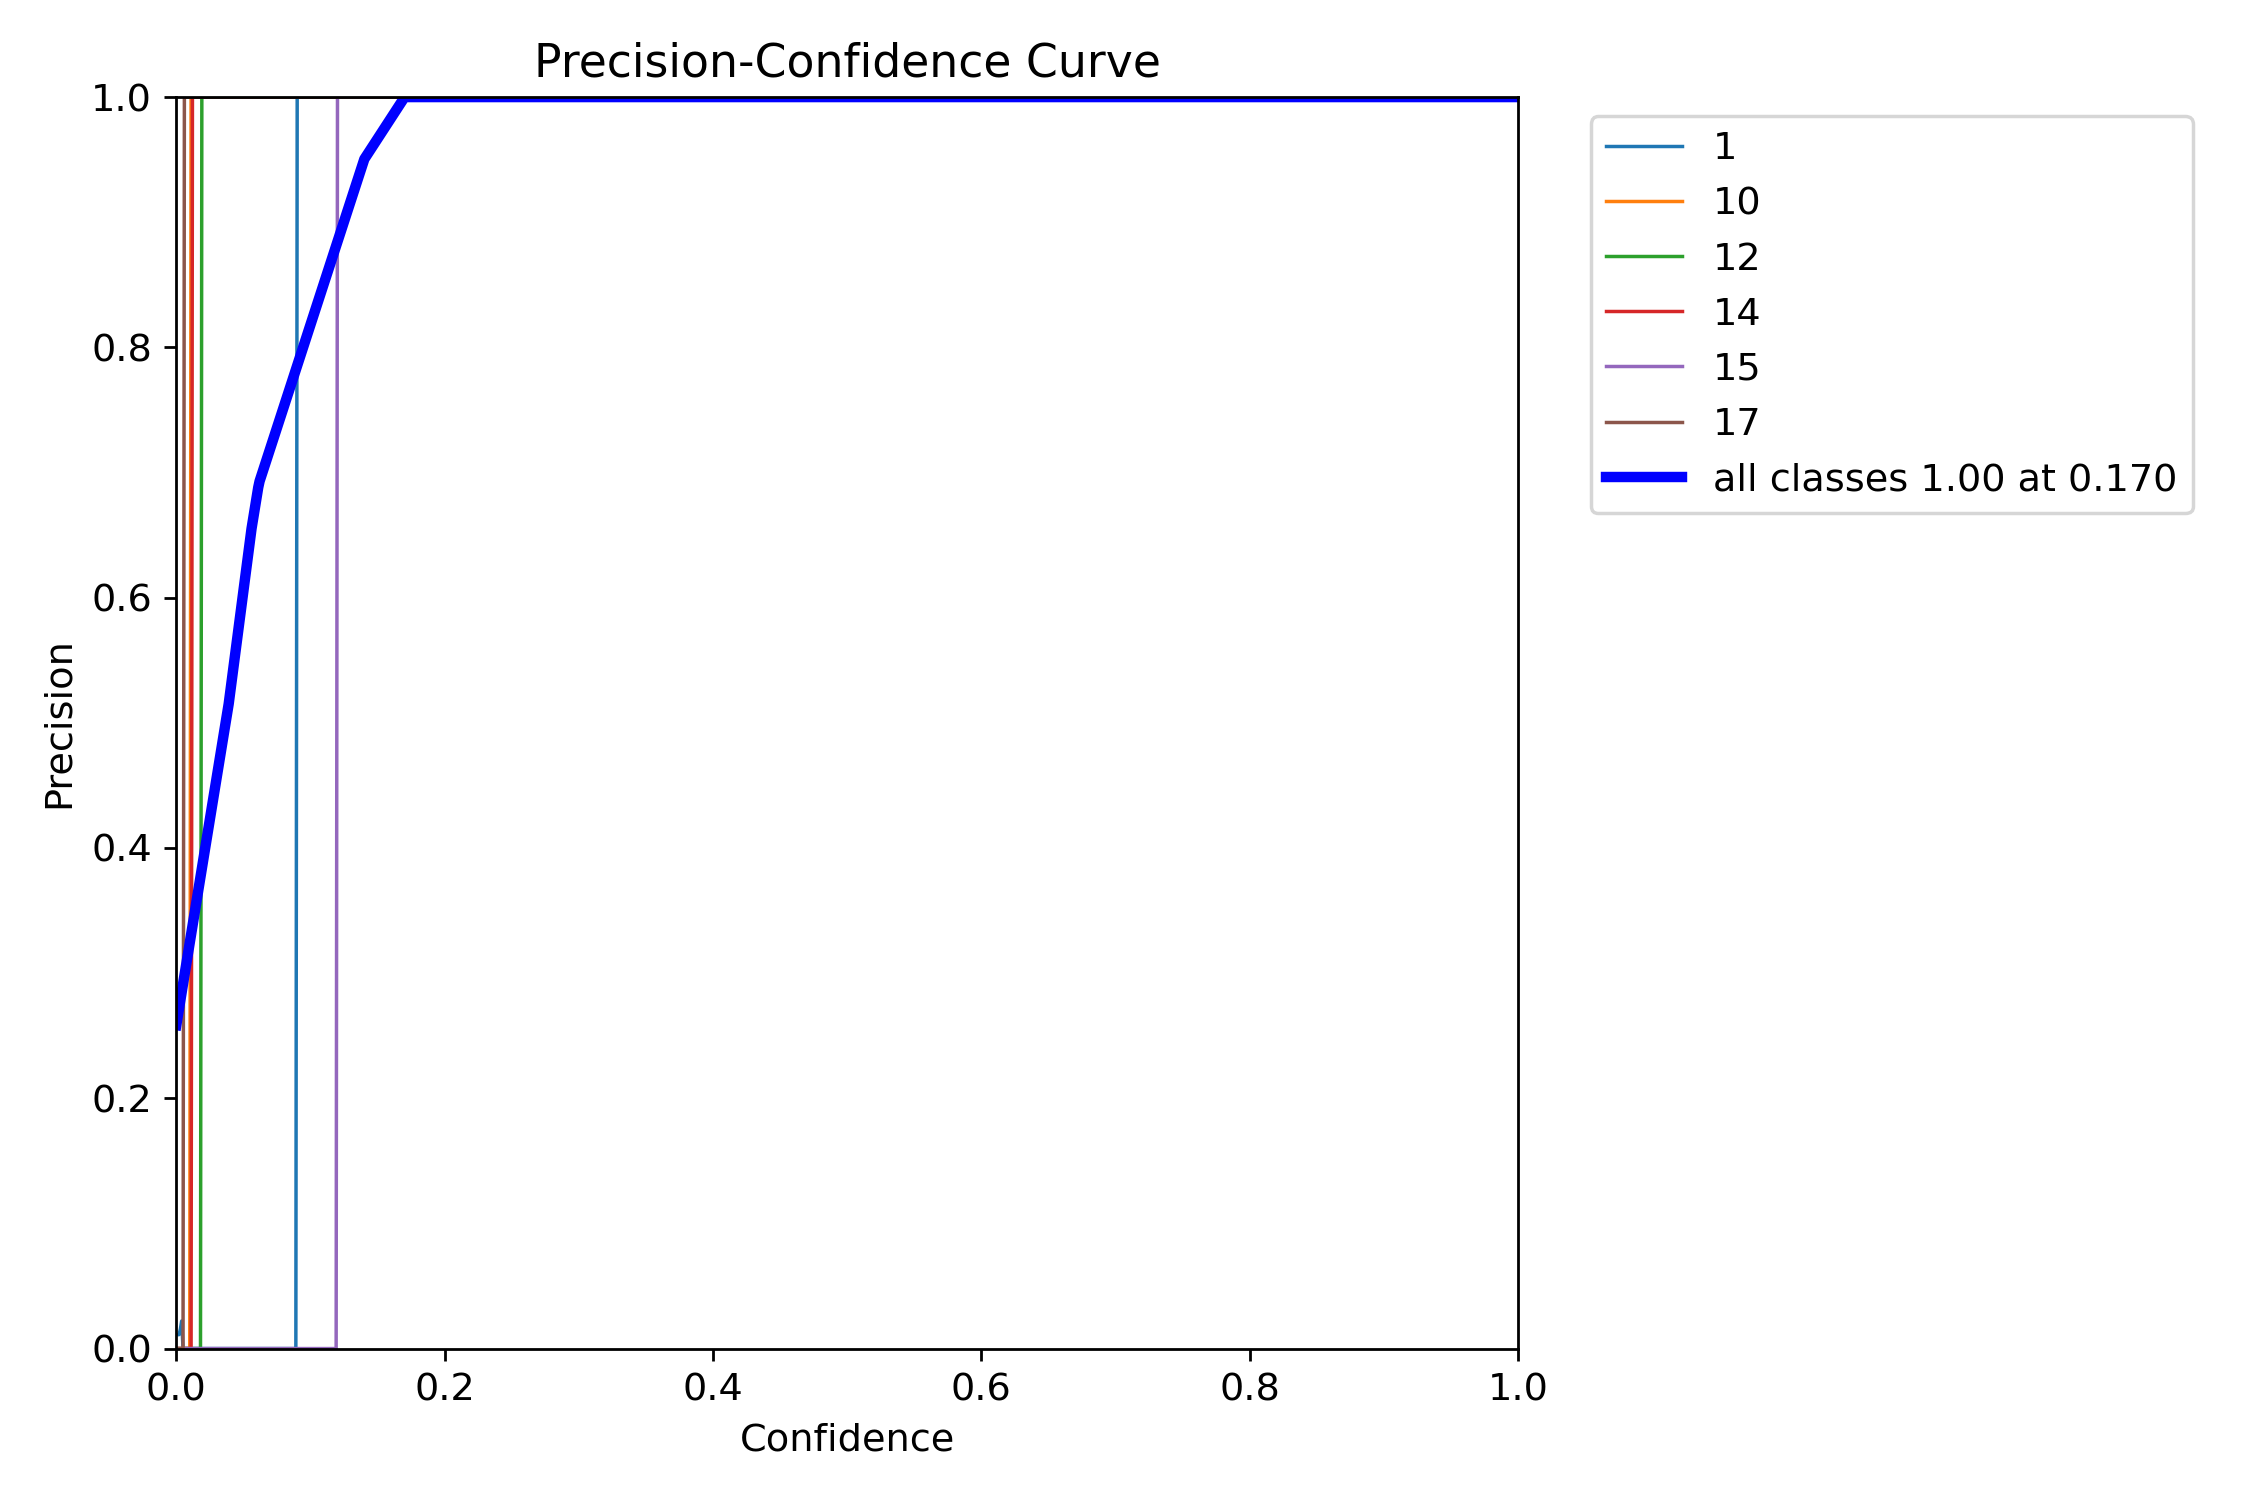 Precision-Confidence Curve
1.0
0.8
0.6
0.4
0.2
0.0
Precision
0.0 0.2 0.4 0.6 0.8 1.0
Confidence
1
10
12
14
15
17
all classes 1.00 at 0.170